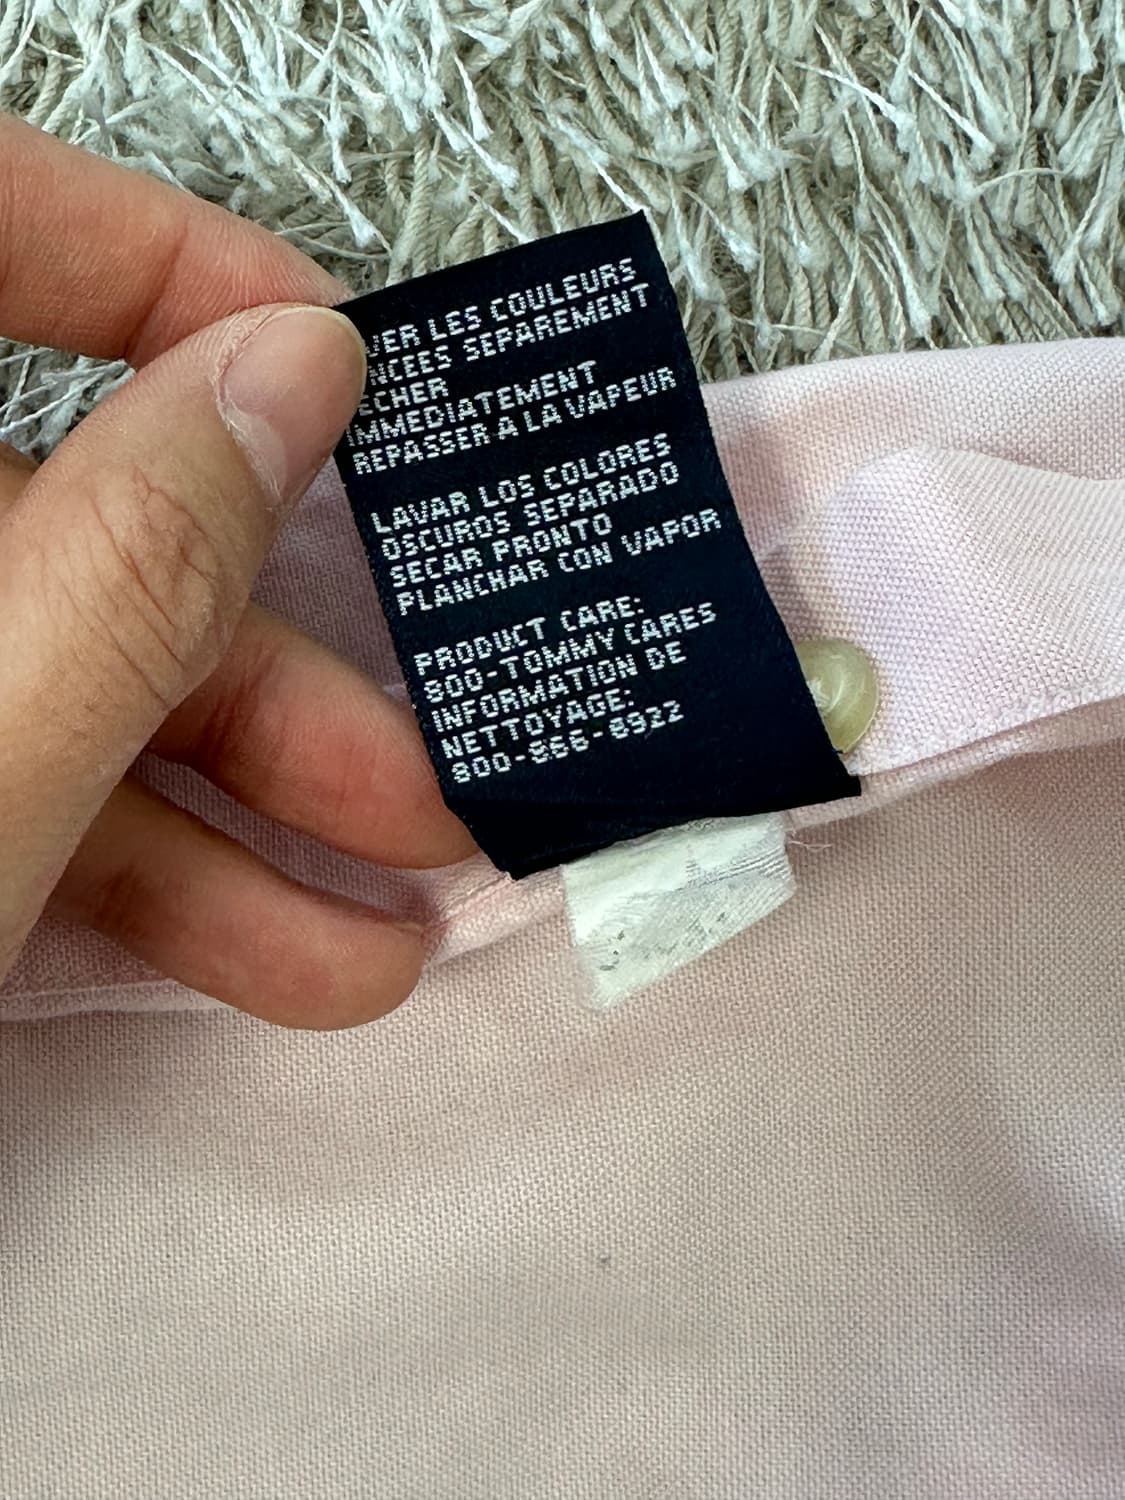 VER LES COULEURS
NCEES SEPAREMENT
ECHER
IMMEDIATEMENT
REPASSER A LA VAPEUR
LAVAR LOS COLORES
OSCUROS SEPARADO
SECAR PRONTO
PLANCHAR CON VAPOR
PRODUCT CARE:
800-TOMMY CARES
INFORMATION DE
NETTOYAGE:
800-866-6922